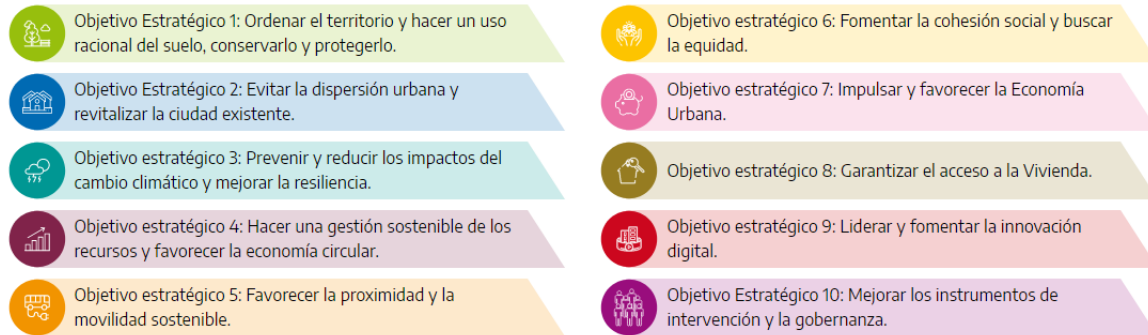 Objetivo Estratégico 1: Ordenar el territorio y hacer un uso
racional del suelo, conservarlo y protegerlo.
Objetivo Estratégico 2: Evitar la dispersión urbana y
revitalizar la ciudad existente.
Objetivo estratégico 3: Prevenir y reducir los impactos del
cambio climático y mejorar la resiliencia.
Objetivo estratégico 4: Hacer una gestión sostenible de los
recursos y favorecer la economía circular.
Objetivo estratégico 5: Favorecer la proximidad y la
movilidad sostenible.
Objetivo estratégico 6: Fomentar la cohesión social y buscar
la equidad.
Objetivo estratégico 7: Impulsar y favorecer la Economía
Urbana.
Objetivo estratégico 8: Garantizar el acceso a la Vivienda.
Objetivo estratégico 9: Liderar y fomentar la innovación
digital.
Objetivo Estratégico 10: Mejorar los instrumentos de
intervención y la gobernanza.